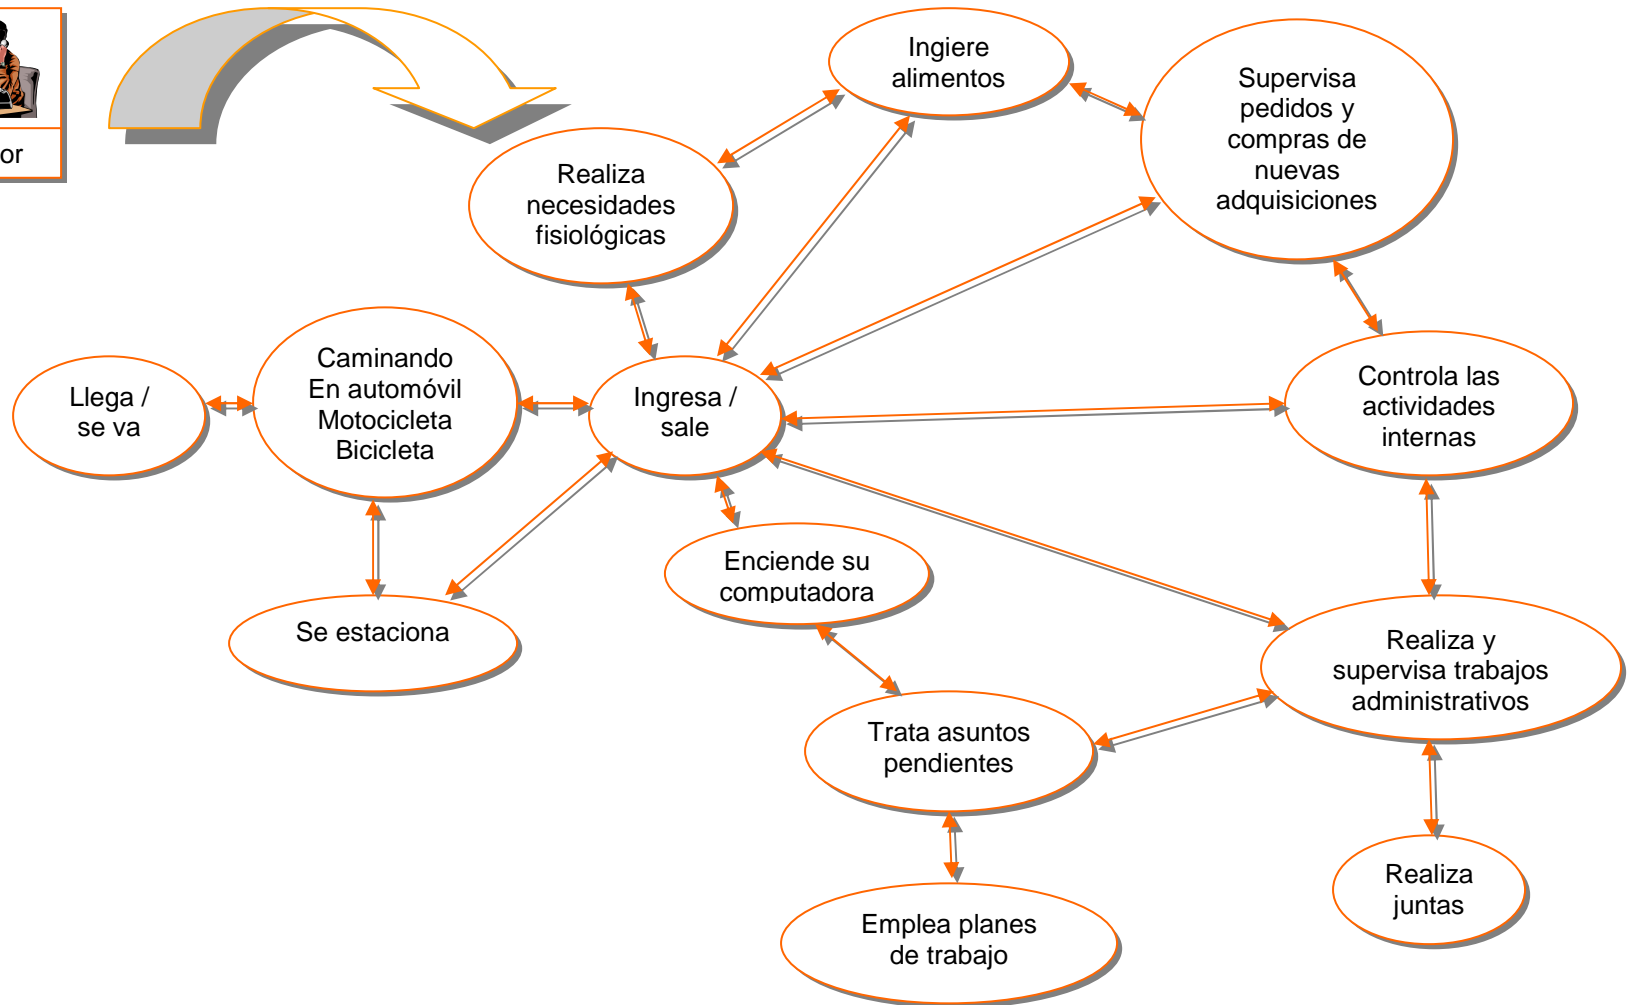 or
Ingiere
alimentos
Supervisa
pedidos y
compras de
nuevas
adquisiciones
Realiza
necesidades
fisiológicas
Llega /
se va
Caminando
En automóvil
Motocicleta
Bicicleta
Ingresa /
sale
Controla las
actividades
internas
Enciende su
computadora
Se estaciona
Realiza y
supervisa trabajos
administrativos
Trata asuntos
pendientes
Realiza
juntas
Emplea planes
de trabajo